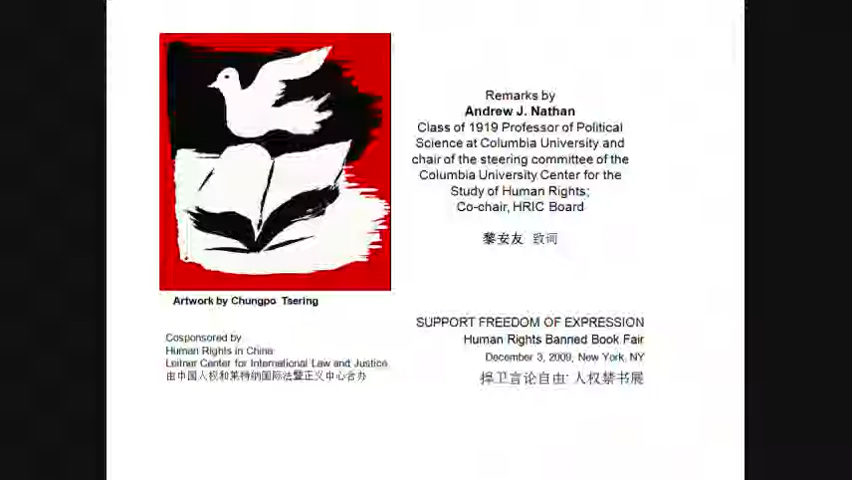 Remarks by
Andrew J. Nathan
Class of 1919 Professor of Political
Science at Columbia University and
chair of the steering committee of the
Columbia University Center for the
Study of Human Rights;
Co-chair, HRIC Board
黎安友 致词
Artwork by Chungpo Tsering
Cosponsored by
Human Rights in China
Leitner Center for International Law and Justice
由中国人权和莱特纳国际法暨正义中心合办
SUPPORT FREEDOM OF EXPRESSION
Human Rights Banned Book Fair
December 3, 2009, New York, NY
捍卫言论自由· 人权禁书展